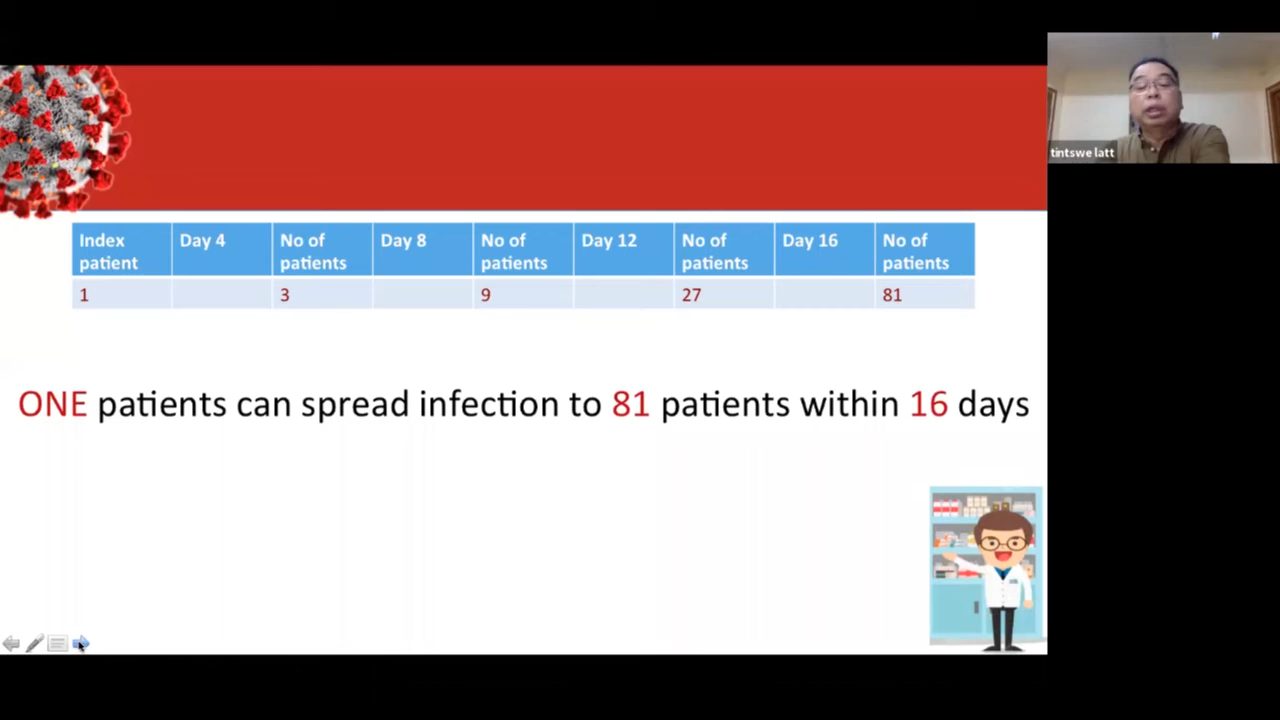 tintswe latt
Index patient | Day 4 | No of patients | Day 8 | No of patients | Day 12 | No of patients | Day 16 | No of patients
1 | | 3 | | 9 | | 27 | | 81
ONE patients can spread infection to 81 patients within 16 days